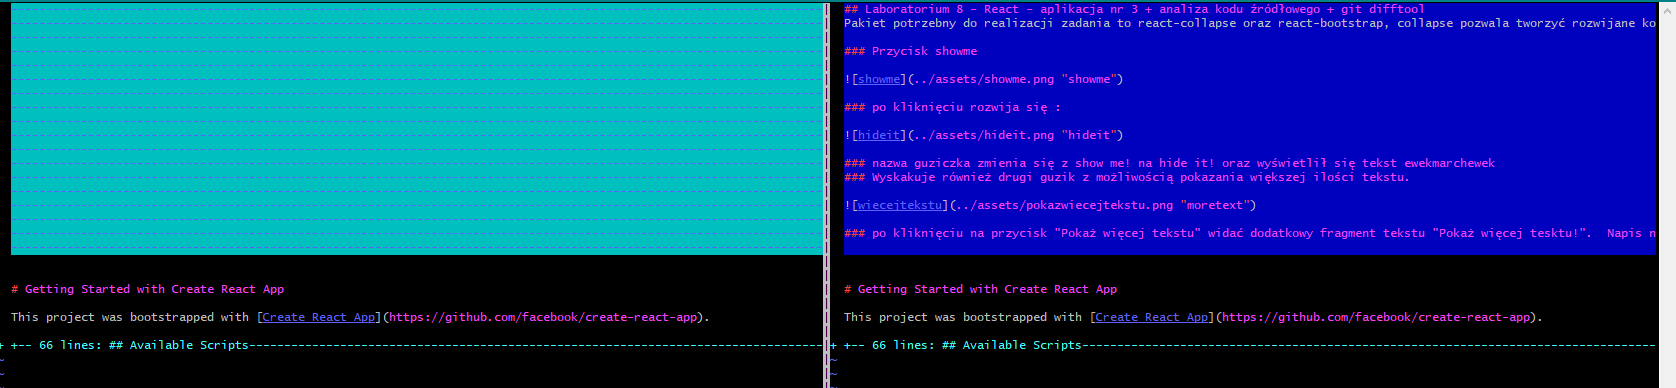 ## Laboratorium 8 - React - aplikacja nr 3 + analiza kodu źródłowego + git difftool
Pakiet potrzebny do realizacji zadania to react-collapse oraz react-bootstrap, collapse pozwala tworzyć rozwijane ko
### Przycisk showme
![showme](../assets/showme.png "showme")
### po kliknięciu rozwija się :
![hideit](../assets/hideit.png "hideit")
### nazwa guziczka zmienia się z show me! na hide it! oraz wyświetlił się tekst ewekmarchewek
### Wyskakuje również drugi guzik z możliwością pokazania większej ilości tekstu.
![wiecejtekstu](../assets/pokazwiecejtekstu.png "moretext")
### po kliknięciu na przycisk "Pokaż więcej tekstu" widać dodatkowy fragment tekstu "Pokaż więcej tesktu!".  Napis n
# Getting Started with Create React App
This project was bootstrapped with [Create React App](https://github.com/facebook/create-react-app).
+ +-- 66 lines: ## Available Scripts
~
~
# Getting Started with Create React App
This project was bootstrapped with [Create React App](https://github.com/facebook/create-react-app).
+ +-- 66 lines: ## Available Scripts
~
~